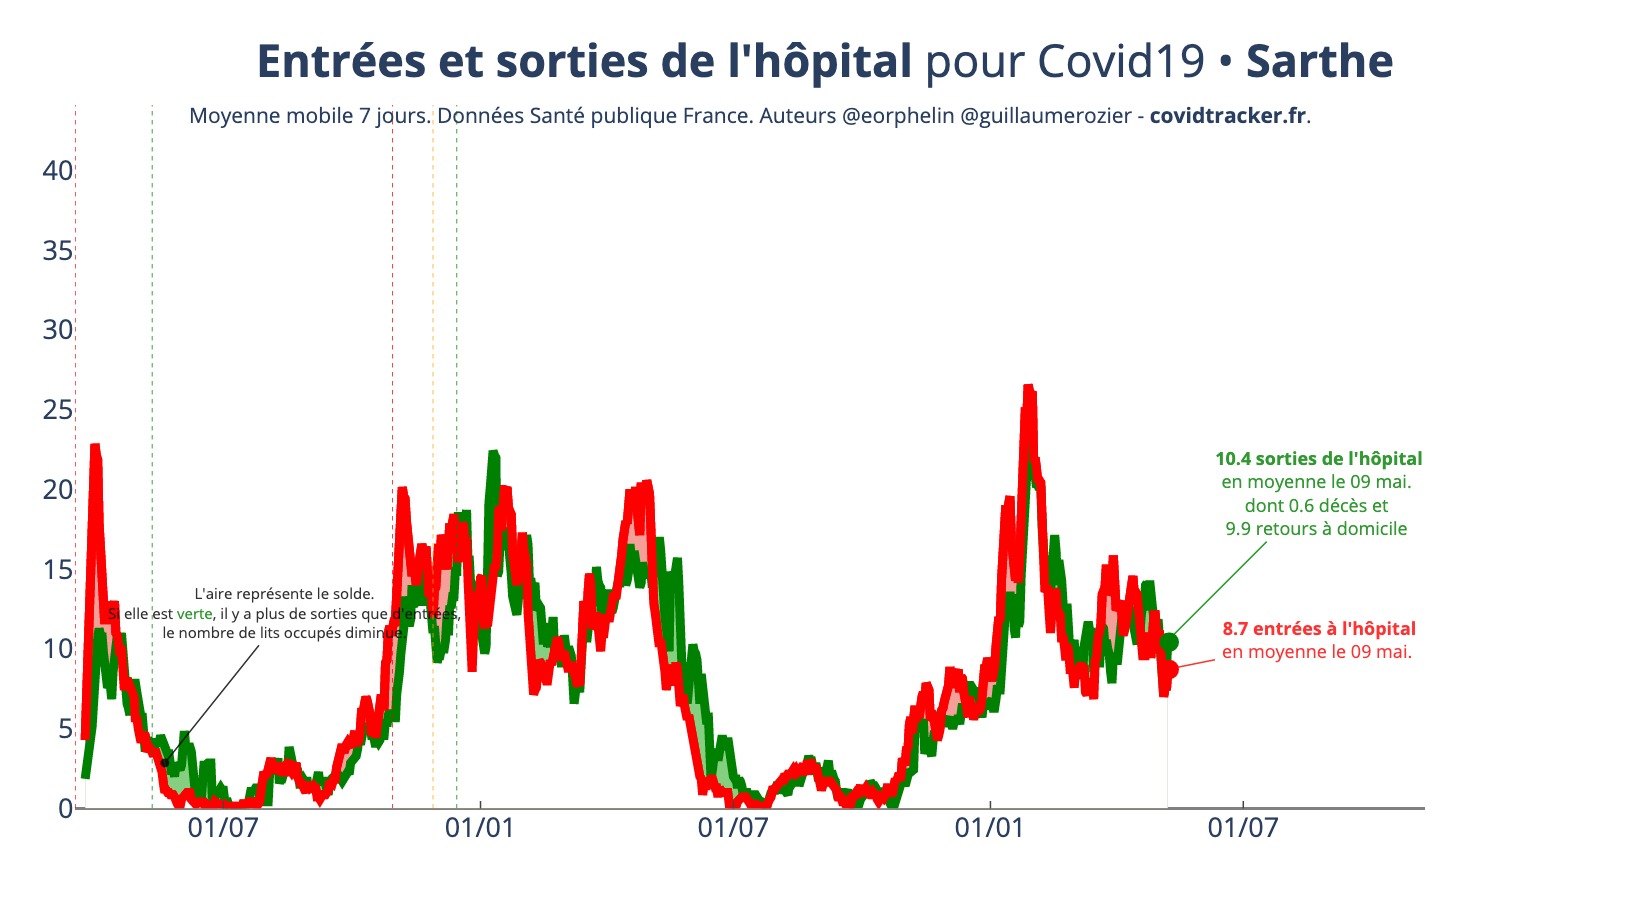 Entrées et sorties de l'hôpital pour Covid19 • Sarthe
Moyenne mobile 7 jours. Données Santé publique France. Auteurs @eorphelin @guillaumerozier - covidtracker.fr.
40
35
30
25
20
15
10
5
0
L'aire représente le solde.
Si elle est verte, il y a plus de sorties que d'entrées,
le nombre de lits occupés diminue.
10.4 sorties de l'hôpital
en moyenne le 09 mai.
dont 0.6 décès et
9.9 retours à domicile
8.7 entrées à l'hôpital
en moyenne le 09 mai.
01/07
01/01
01/07
01/01
01/07